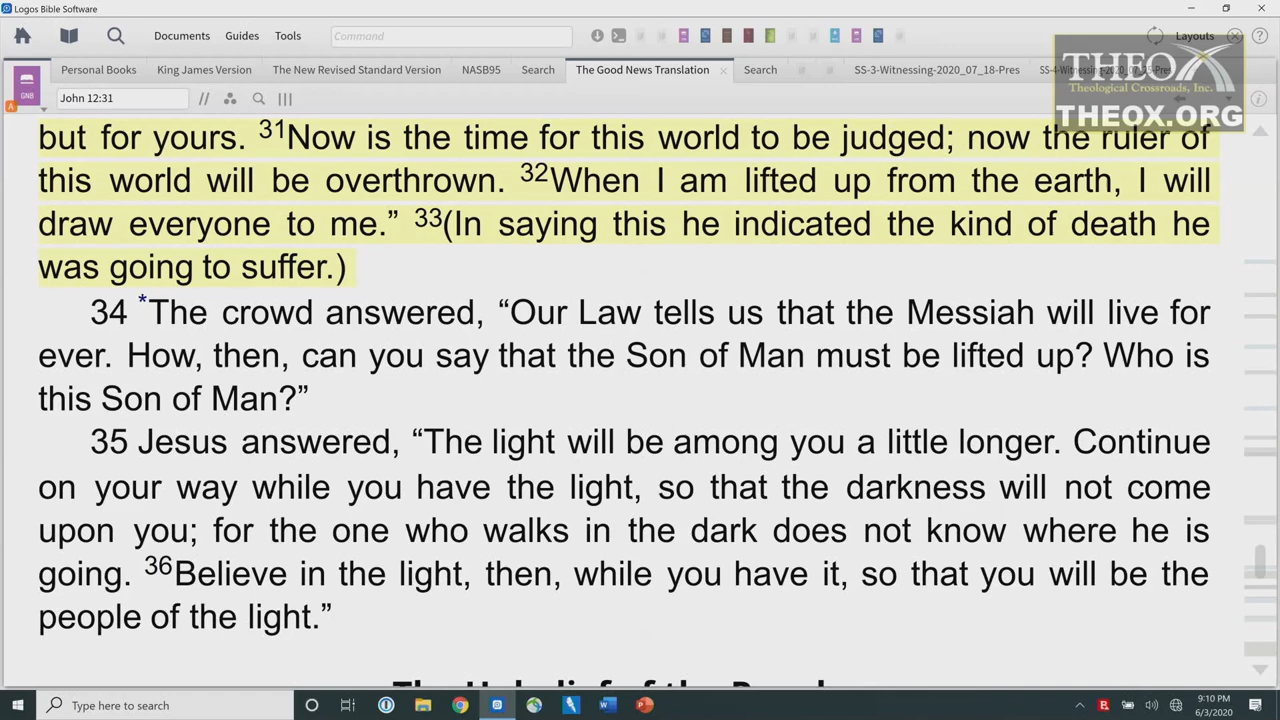 Logos Bible Software
Documents Guides Tools Command Layouts
THEOX
Theological Crossroads, Inc.
THEOX.ORG
Personal Books King James Version The New Revised Standard Version NASB95 Search The Good News Translation Search SS-3-Witnessing-2020_07_18-Pres SS-4-Witnessing-2020_07_25-Pres
GNB
A
John 12:31
but for yours. 31Now is the time for this world to be judged; now the ruler of
this world will be overthrown. 32When I am lifted up from the earth, I will
draw everyone to me.” 33(In saying this he indicated the kind of death he
was going to suffer.)
34 *The crowd answered, “Our Law tells us that the Messiah will live for
ever. How, then, can you say that the Son of Man must be lifted up? Who is
this Son of Man?”
35 Jesus answered, “The light will be among you a little longer. Continue
on your way while you have the light, so that the darkness will not come
upon you; for the one who walks in the dark does not know where he is
going. 36Believe in the light, then, while you have it, so that you will be the
people of the light.”
Type here to search
9:10 PM
6/3/2020